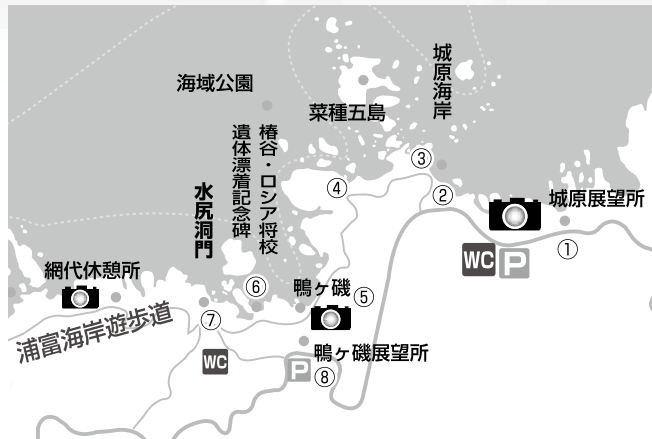 海域公園
城原海岸
菜種五島
椿谷・ロシア将校
遺体漂着記念碑
水尻洞門
③
④
②
城原展望所
①
WC P
網代休憩所
⑥
鴨ヶ磯
⑤
⑦
浦富海岸遊歩道
鴨ヶ磯展望所
WC
P
⑧